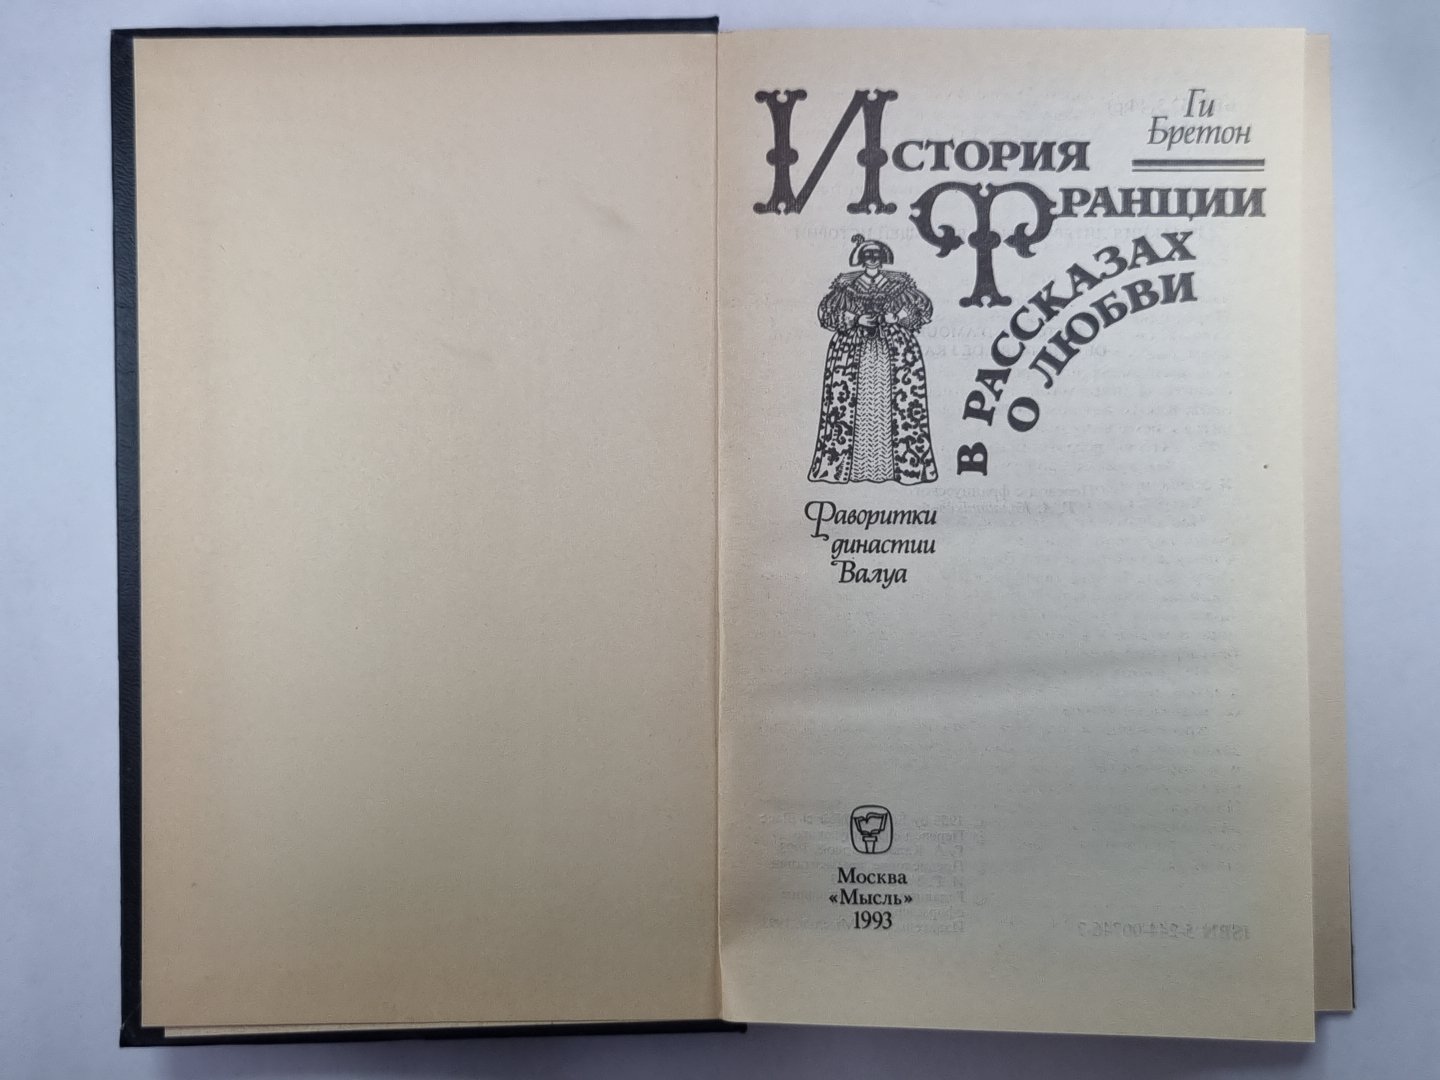 Ги
Бретон
История
Франции
в рассказах
о любви
Фаворитки
династии
Валуа
Москва
«Мысль»
1993